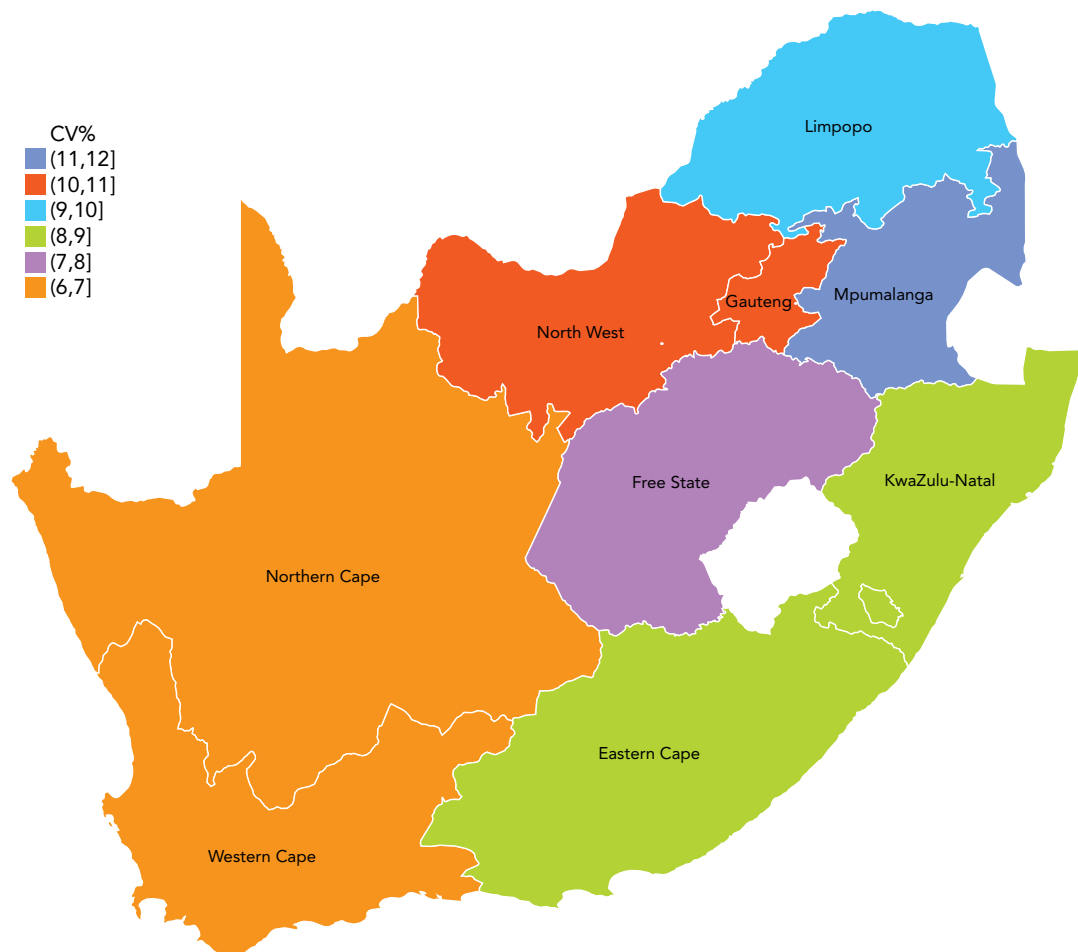 CV%
(11,12]
(10,11]
(9,10]
(8,9]
(7,8]
(6,7]
Limpopo
Mpumalanga
Gauteng
North West
Free State
KwaZulu-Natal
Northern Cape
Eastern Cape
Western Cape